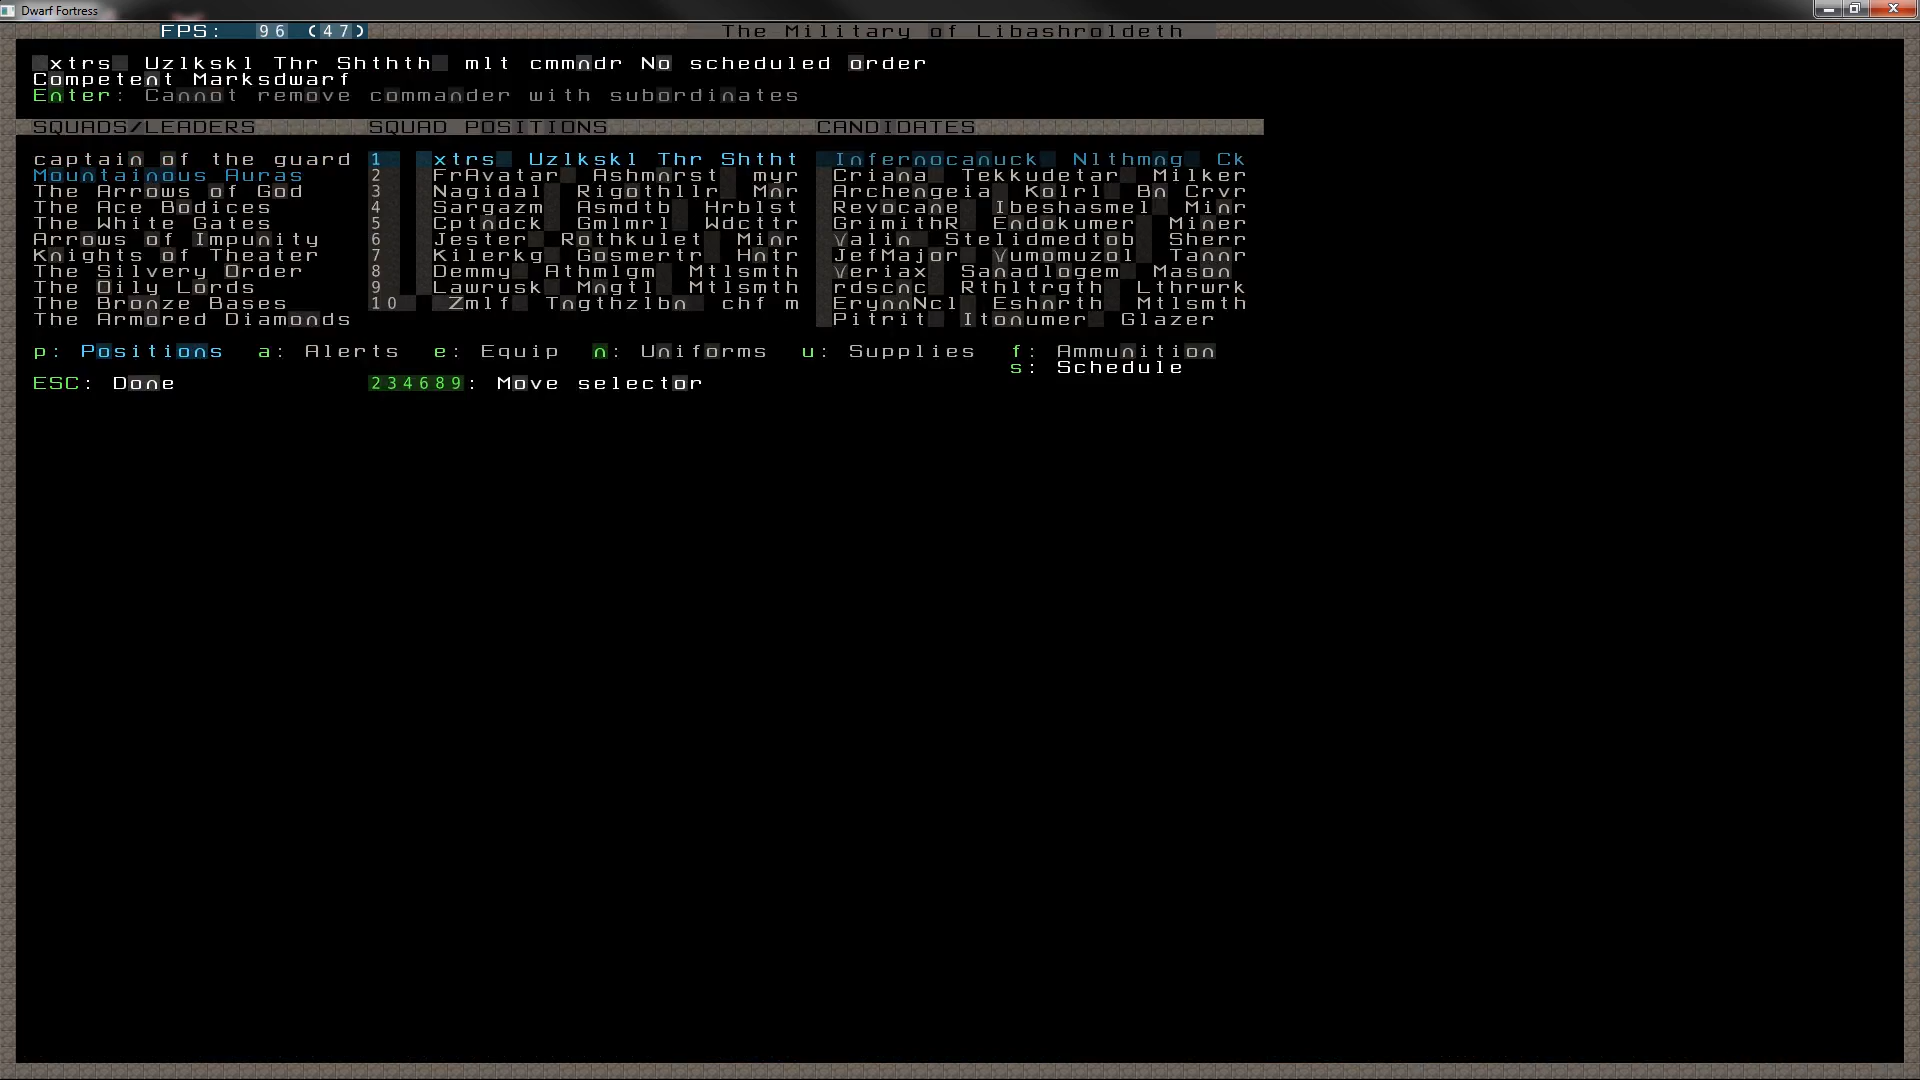 Dwarf Fortress
FPS: 96 (47)
The Military of Libashroldeth
xtrs Uzlkskl Thr Shthth mlt cmmndr No scheduled order
Competent Marksdwarf
Enter: Cannot remove commander with subordinates
SQUADS/LEADERS SQUAD POSITIONS CANDIDATES
captain of the guard 1 xtrs Uzlkskl Thr Shtht Infernocanuck Nlthmng Ck
Mountainous Auras 2 FrAvatar Ashmnrst myr Criana Tekkudetar Milker
The Arrows of God 3 Nagidal Rigothllr Mnr Archengeia Kolrl Bn Crvr
The Ace Bodices 4 Sargazm Asmdtb Hrblst Revocane Ibeshasmel Minr
The White Gates 5 Cptndck Gmlmrl Wdcttr GrimithR Endokumer Miner
Arrows of Impunity 6 Jester Rothkulet Minr Valin Stelidmedtob Sherr
Knights of Theater 7 Kilerkg Gosmertr Hntr JefMajor Vumomuzol Tannr
The Silvery Order 8 Demmy Athmlgm Mtlsmth Veriax Sanadlogem Mason
The Oily Lords 9 Lawrusk Mngtl Mtlsmth rdscnc Rthltrgth Lthrwrk
The Bronze Bases 10 Zmlf Tngthzlbn chf m ErynnNcl Eshnrth Mtlsmth
The Armored Diamonds Pitrit Itonumer Glazer
p: Positions a: Alerts e: Equip n: Uniforms u: Supplies f: Ammunition
s: Schedule
ESC: Done 234689: Move selector